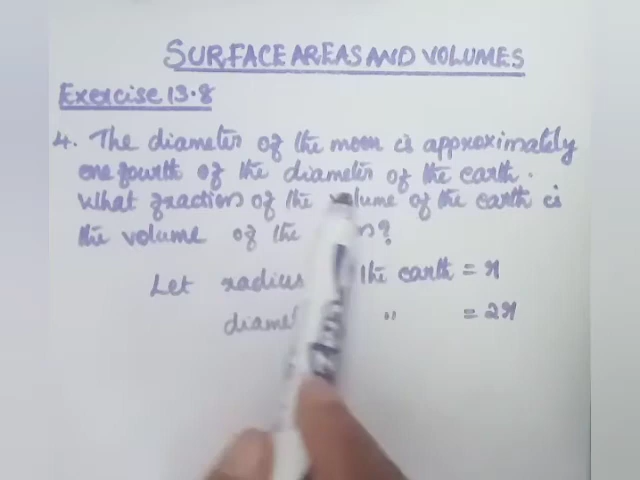 SURFACE AREAS AND VOLUMES
Exercise 13.8
4. The diameter of the moon is approximately
one fourth of the diameter of the earth.
What fraction of the volume of the earth is
the volume of the ?
Let radius the earth = r
" = 2r